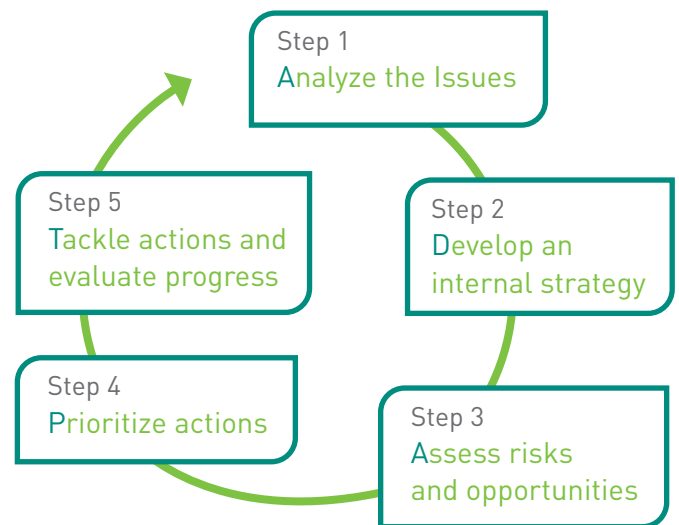 Step 1
Analyze the Issues
Step 2
Develop an
internal strategy
Step 3
Assess risks
and opportunities
Step 4
Prioritize actions
Step 5
Tackle actions and
evaluate progress